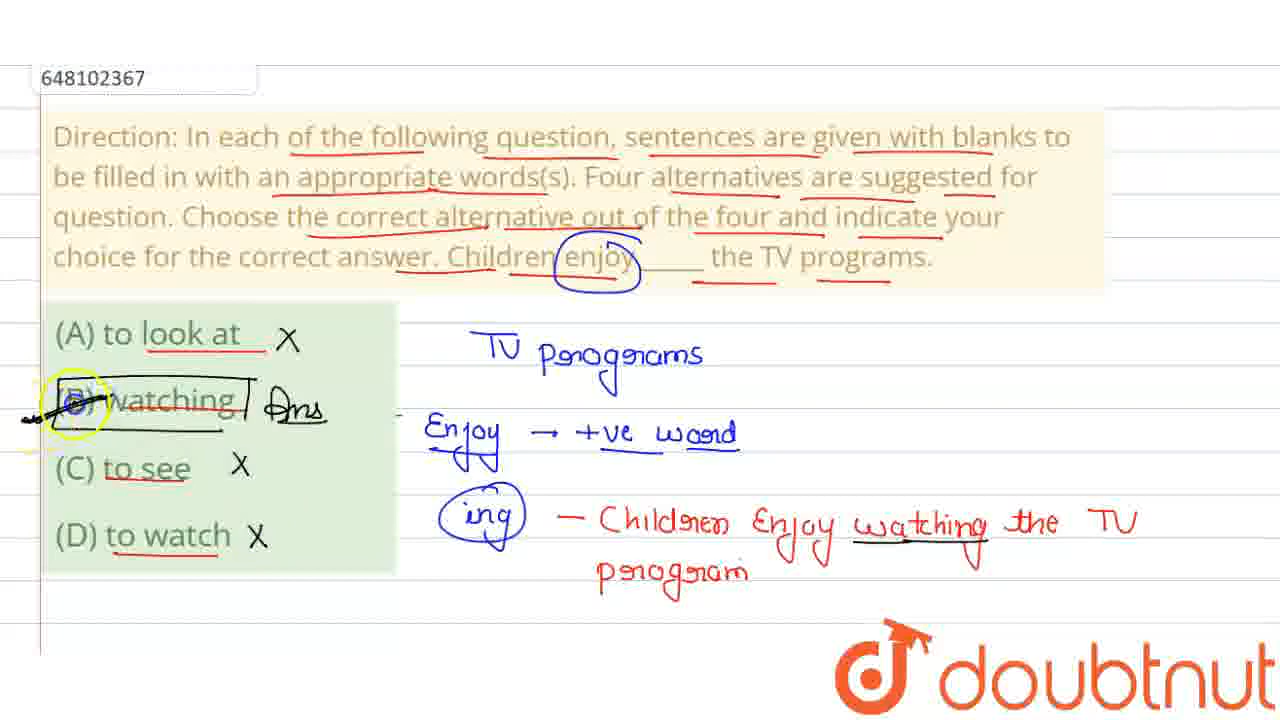 648102367
Direction: In each of the following question, sentences are given with blanks to
be filled in with an appropriate words(s). Four alternatives are suggested for
question. Choose the correct alternative out of the four and indicate your
choice for the correct answer. Children enjoy _____ the TV programs.
(A) to look at X
(B) watching Ans
(C) to see X
(D) to watch X
TV programs
Enjoy → +ve word
ing - Children Enjoy watching the TV
program
doubtnut